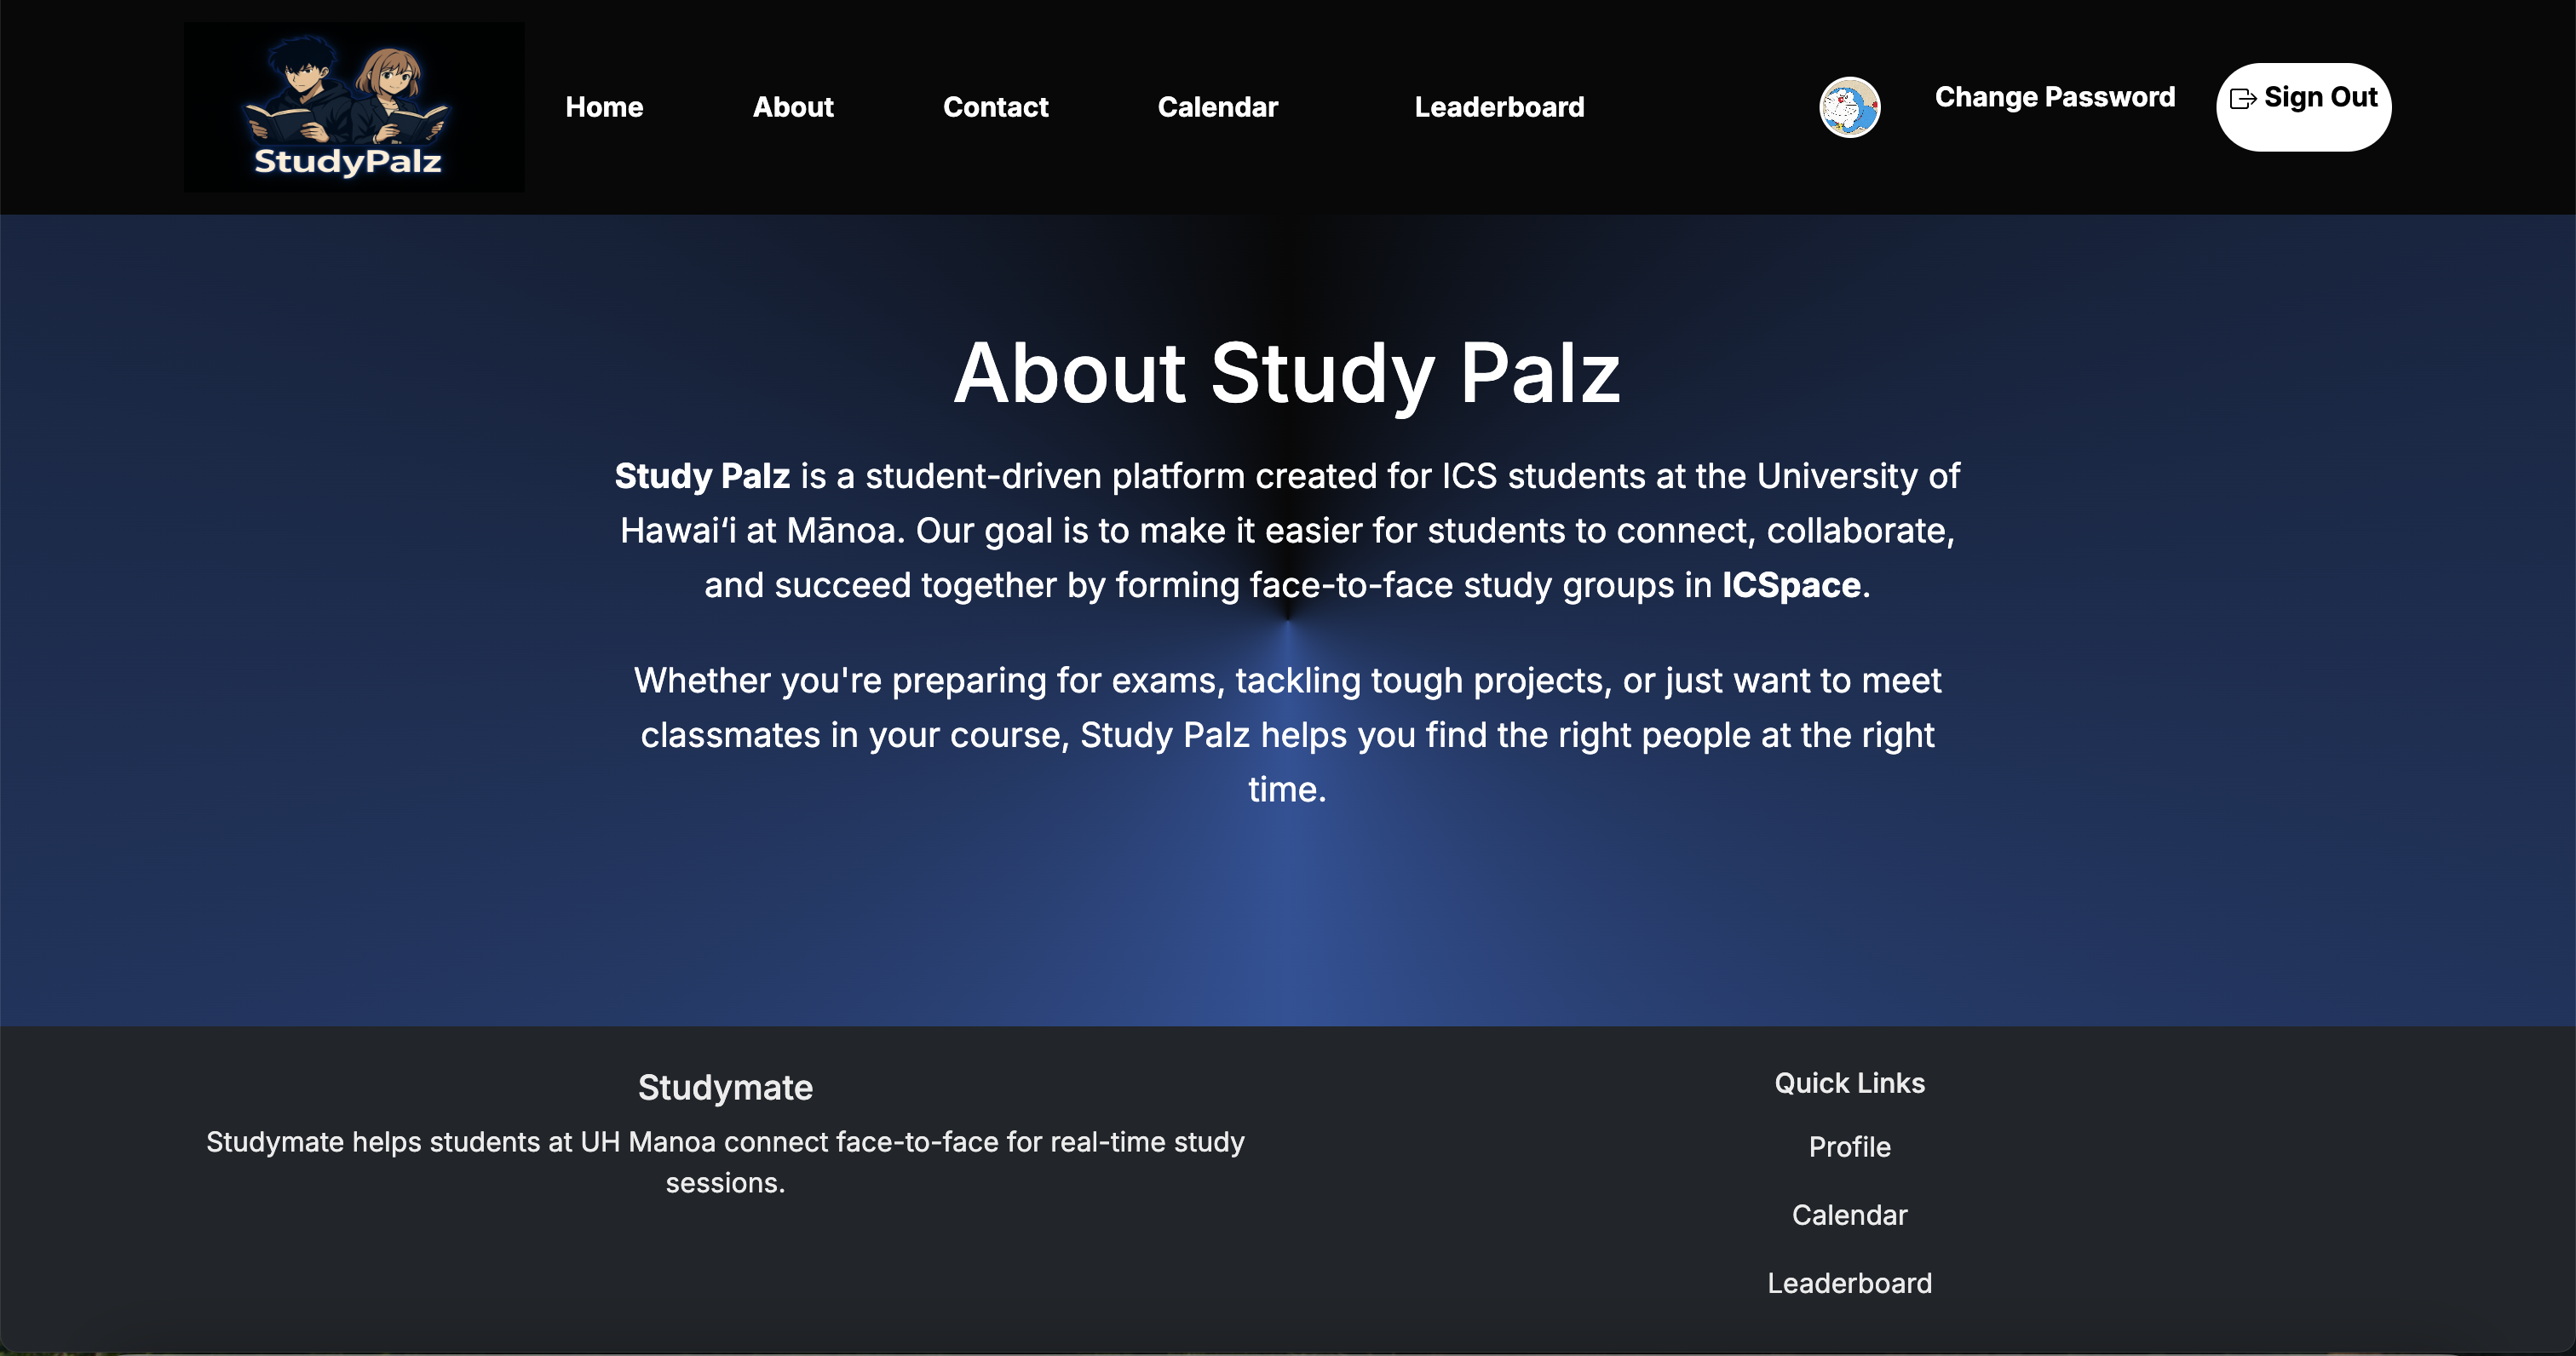 StudyPalz
Home
About
Contact
Calendar
Leaderboard
Change Password
Sign Out
About Study Palz
Study Palz is a student-driven platform created for ICS students at the University of
Hawaiʻi at Mānoa. Our goal is to make it easier for students to connect, collaborate,
and succeed together by forming face-to-face study groups in ICSpace.
Whether you're preparing for exams, tackling tough projects, or just want to meet
classmates in your course, Study Palz helps you find the right people at the right
time.
Studymate
Studymate helps students at UH Manoa connect face-to-face for real-time study
sessions.
Quick Links
Profile
Calendar
Leaderboard